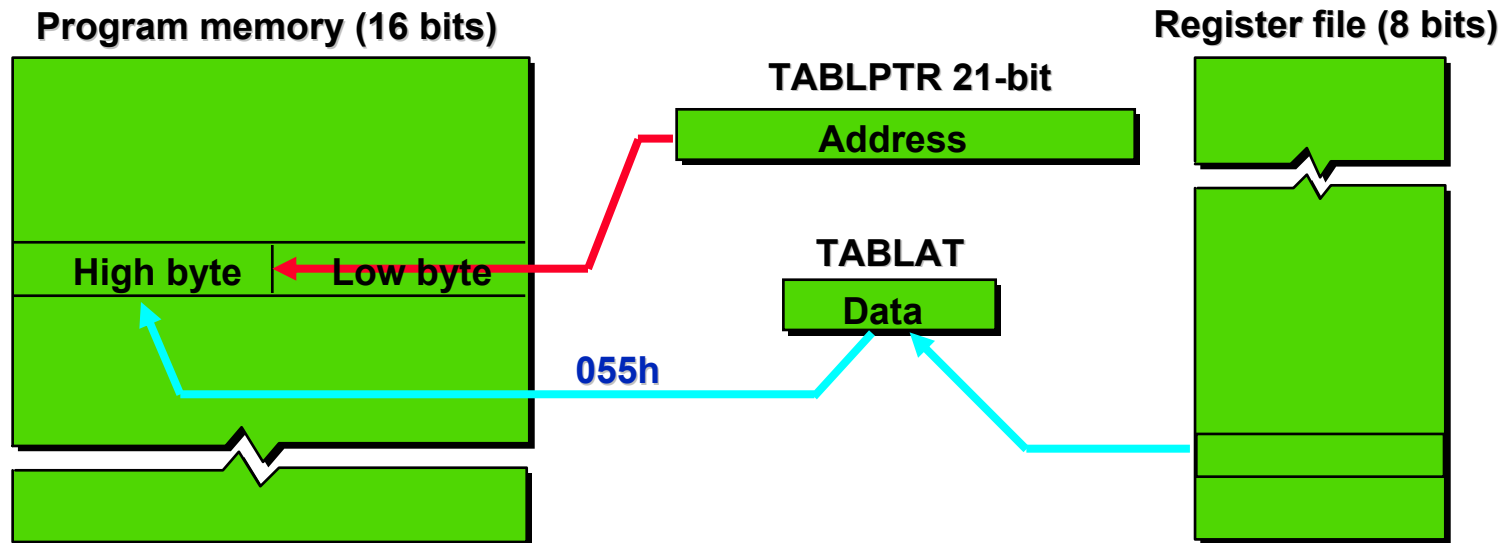 Program memory (16 bits)
Register file (8 bits)
TABLPTR 21-bit
Address
TABLAT
High byte
Low byte
Data
055h